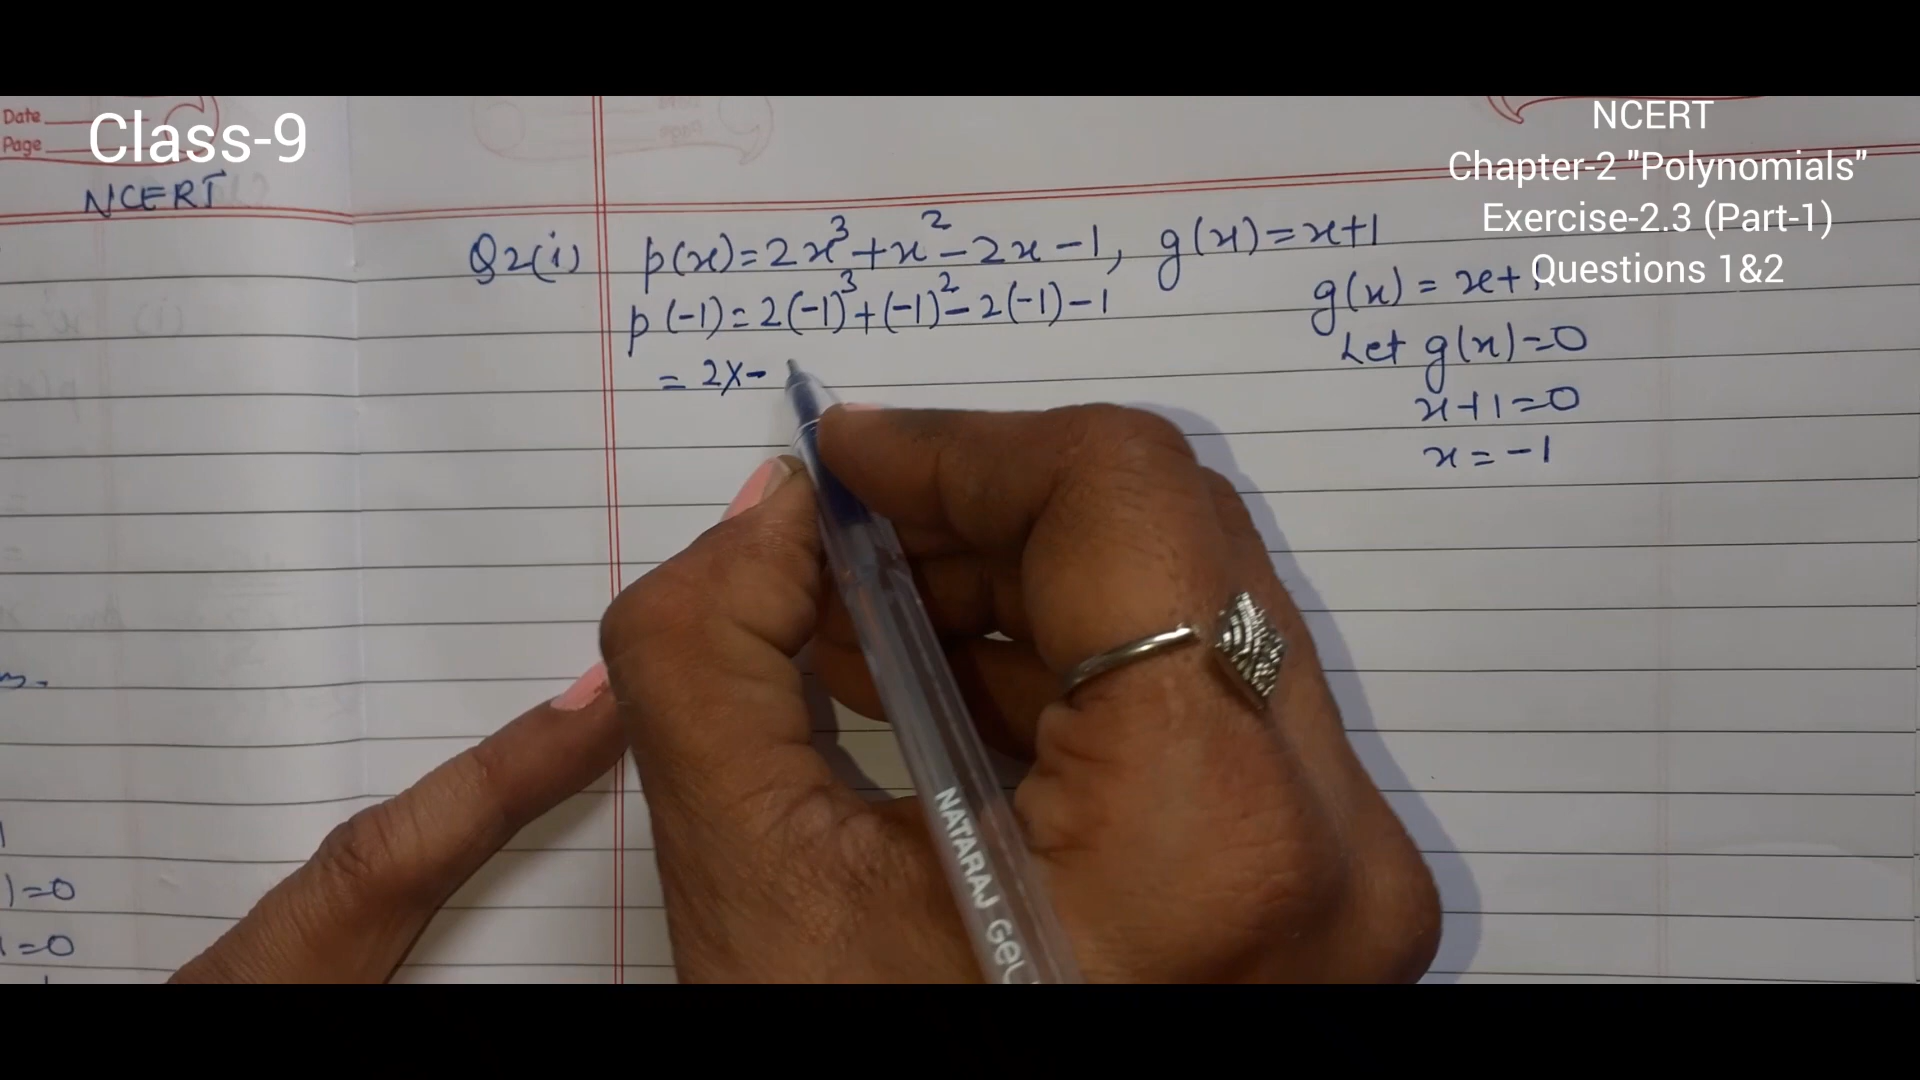 Date
Page
Class-9
NCERT
NCERT
Chapter-2 "Polynomials"
Exercise-2.3 (Part-1)
Questions 1&2
Q2(i) p(x)=2x³+x²-2x-1, g(x)=x+1
p(-1)=2(-1)³+(-1)²-2(-1)-1
= 2×-
g(x)=x+
Let g(x)=0
x+1=0
x=-1
)=0
=0
NATARAJ GEL